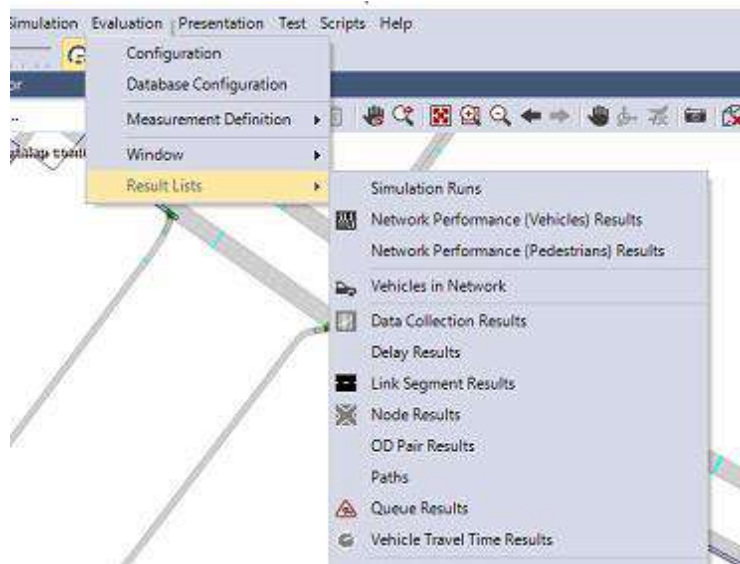 Simulation Evaluation Presentation Test Scripts Help
Configuration
Database Configuration
Measurement Definition
Window
Result Lists
Simulation Runs
Network Performance (Vehicles) Results
Network Performance (Pedestrians) Results
Vehicles in Network
Data Collection Results
Delay Results
Link Segment Results
Node Results
OD Pair Results
Paths
Queue Results
Vehicle Travel Time Results